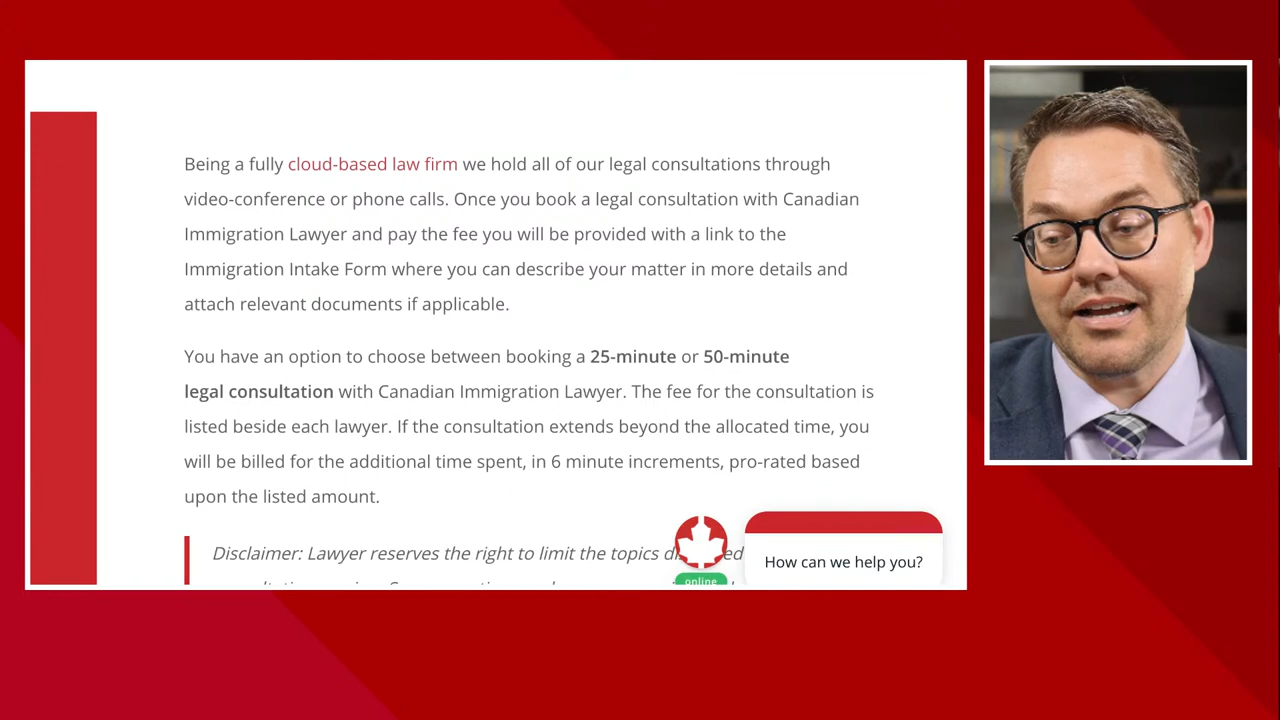 Being a fully cloud-based law firm we hold all of our legal consultations through
video-conference or phone calls. Once you book a legal consultation with Canadian
Immigration Lawyer and pay the fee you will be provided with a link to the
Immigration Intake Form where you can describe your matter in more details and
attach relevant documents if applicable.
You have an option to choose between booking a 25-minute or 50-minute
legal consultation with Canadian Immigration Lawyer. The fee for the consultation is
listed beside each lawyer. If the consultation extends beyond the allocated time, you
will be billed for the additional time spent, in 6 minute increments, pro-rated based
upon the listed amount.
Disclaimer: Lawyer reserves the right to limit the topics
How can we help you?
online